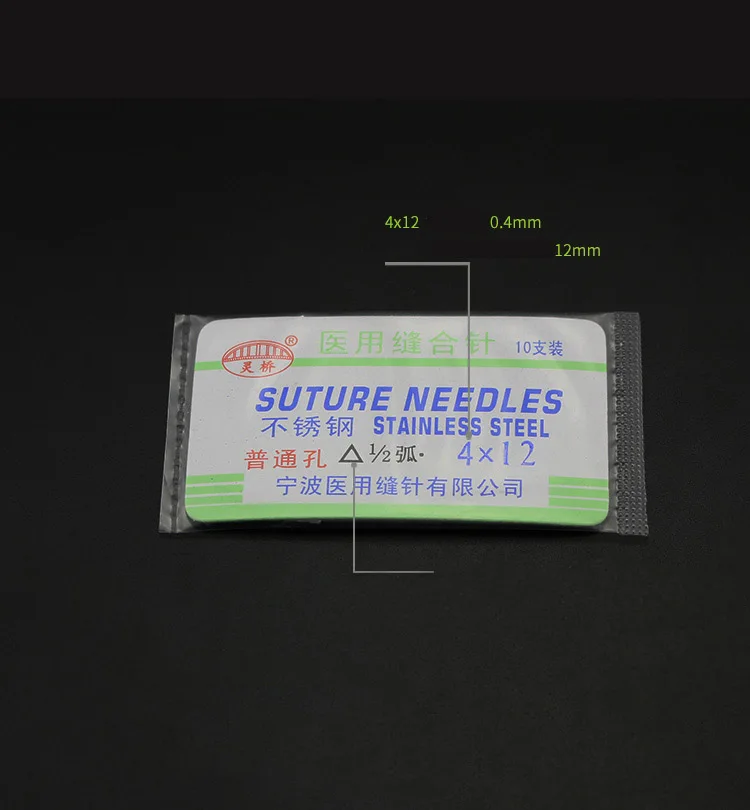 4x12 0.4mm
12mm
医用缝合针 10支装
灵桥®
SUTURE NEEDLES
不锈钢 STAINLESS STEEL
普通孔 △ 1/2弧· 4×12
宁波医用缝针有限公司